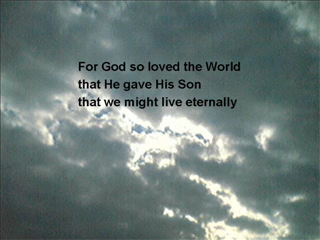 For God so loved the World
that He gave His Son
that we might live eternally